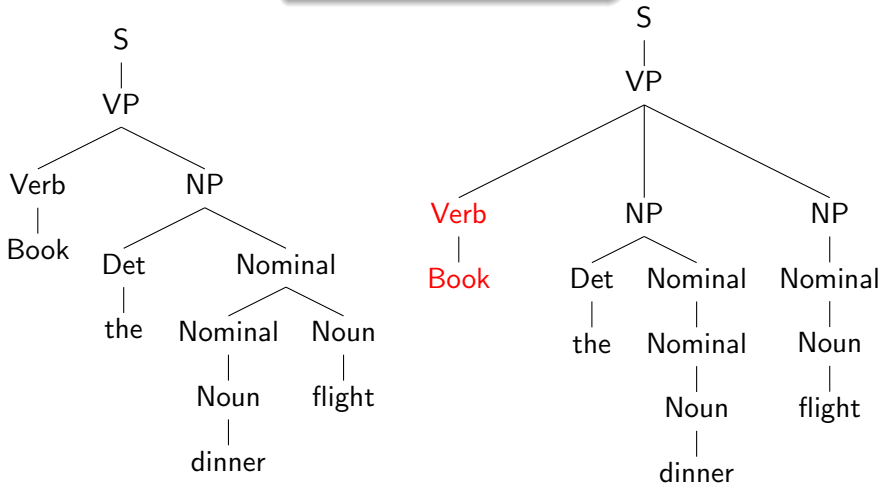 S
VP
Verb NP
Book
Det Nominal
the Nominal Noun
Noun flight
dinner
S
VP
Verb NP NP
Book Det Nominal Nominal
the Nominal Noun
Noun flight
dinner